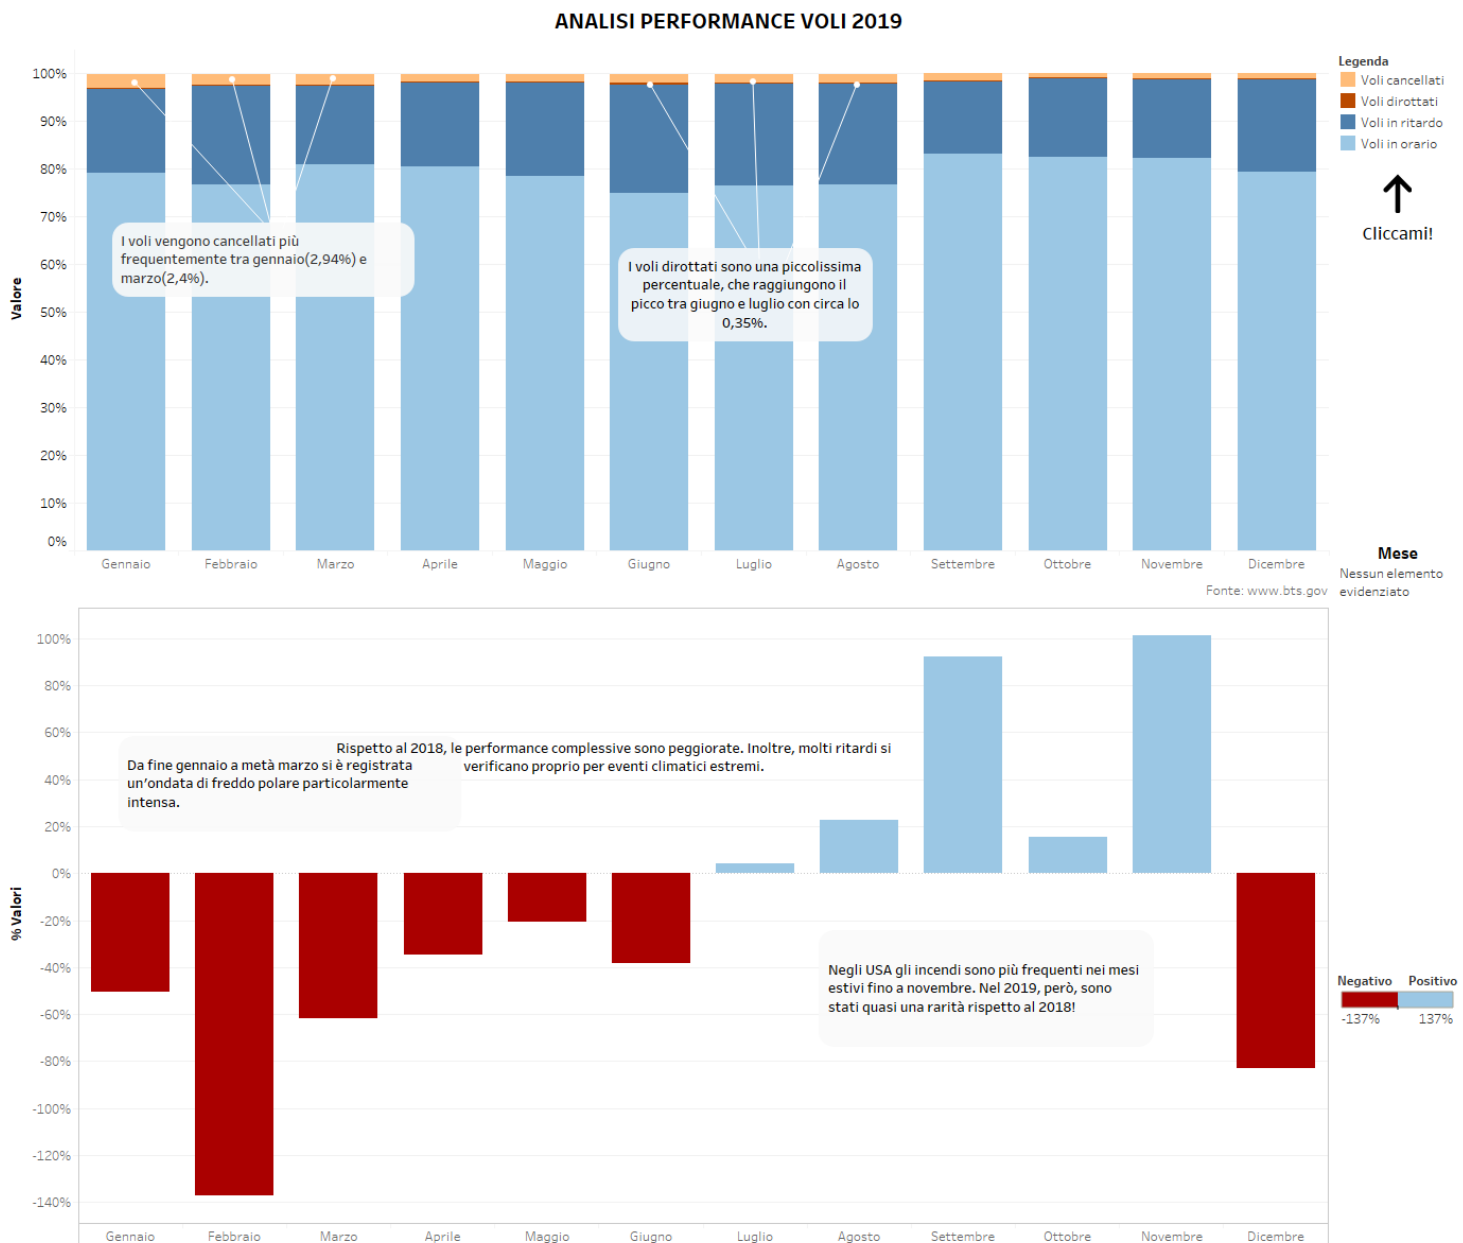 ANALISI PERFORMANCE VOLI 2019
Legenda
Voli cancellati
Voli dirottati
Voli in ritardo
Voli in orario
Cliccami!
Valore
100%
90%
80%
70%
60%
50%
40%
30%
20%
10%
0%
I voli vengono cancellati più
frequentemente tra gennaio(2,94%) e
marzo(2,4%).
I voli dirottati sono una piccolissima
percentuale, che raggiungono il
picco tra giugno e luglio con circa lo
0,35%.
Gennaio Febbraio Marzo Aprile Maggio Giugno Luglio Agosto Settembre Ottobre Novembre Dicembre
Fonte: www.bts.gov
Mese
Nessun elemento
evidenziato
% Valori
100%
80%
60%
40%
20%
0%
-20%
-40%
-60%
-80%
-100%
-120%
-140%
Rispetto al 2018, le performance complessive sono peggiorate. Inoltre, molti ritardi si
verificano proprio per eventi climatici estremi.
Da fine gennaio a metà marzo si è registrata
un'ondata di freddo polare particolarmente
intensa.
Negli USA gli incendi sono più frequenti nei mesi
estivi fino a novembre. Nel 2019, però, sono
stati quasi una rarità rispetto al 2018!
Negativo Positivo
-137% 137%
Gennaio Febbraio Marzo Aprile Maggio Giugno Luglio Agosto Settembre Ottobre Novembre Dicembre